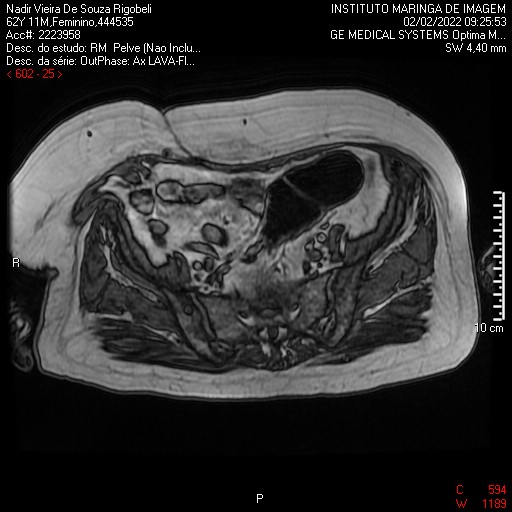 Nadir Vieira De Souza Rigobeli
62Y 11M,Feminino,444535
Acc#: 2223958
Desc. do estudo: RM Pelve (Nao Inclu...
Desc. da série: OutPhase: Ax LAVA-Fl...
< 602 - 25 >
INSTITUTO MARINGA DE IMAGEM
02/02/2022 09:25:53
GE MEDICAL SYSTEMS Optima M...
SW 4,40 mm
R
10 cm
P
C 594
W 1189